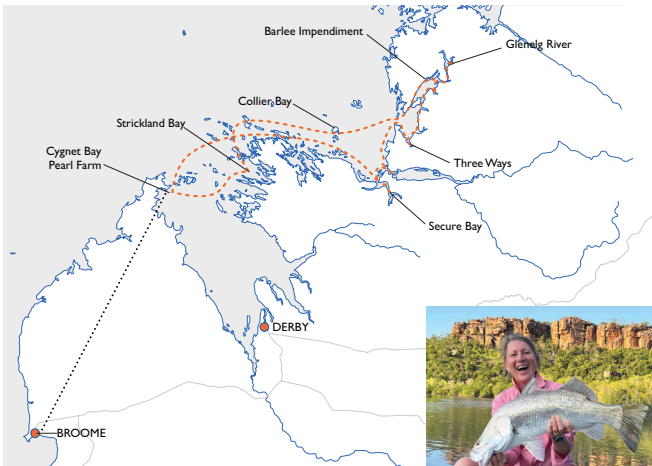 Barlee Impendiment
Glenelg River
Collier Bay
Strickland Bay
Cygnet Bay
Pearl Farm
Three Ways
Secure Bay
DERBY
BROOME